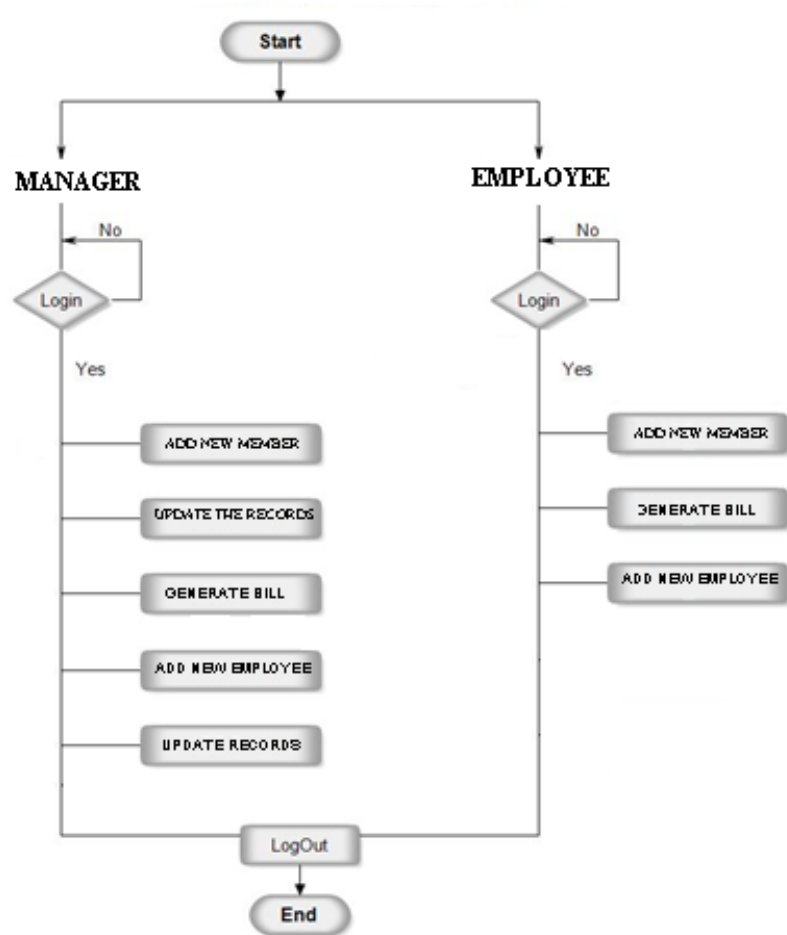 Start
MANAGER
No
Login
Yes
ADD NEW MEMBER
UPDATE THE RECORDS
GENERATE BILL
ADD NEW EMPLOYEE
UPDATE RECORDS
EMPLOYEE
No
Login
Yes
ADD NEW MEMBER
GENERATE BILL
ADD NEW EMPLOYEE
LogOut
End